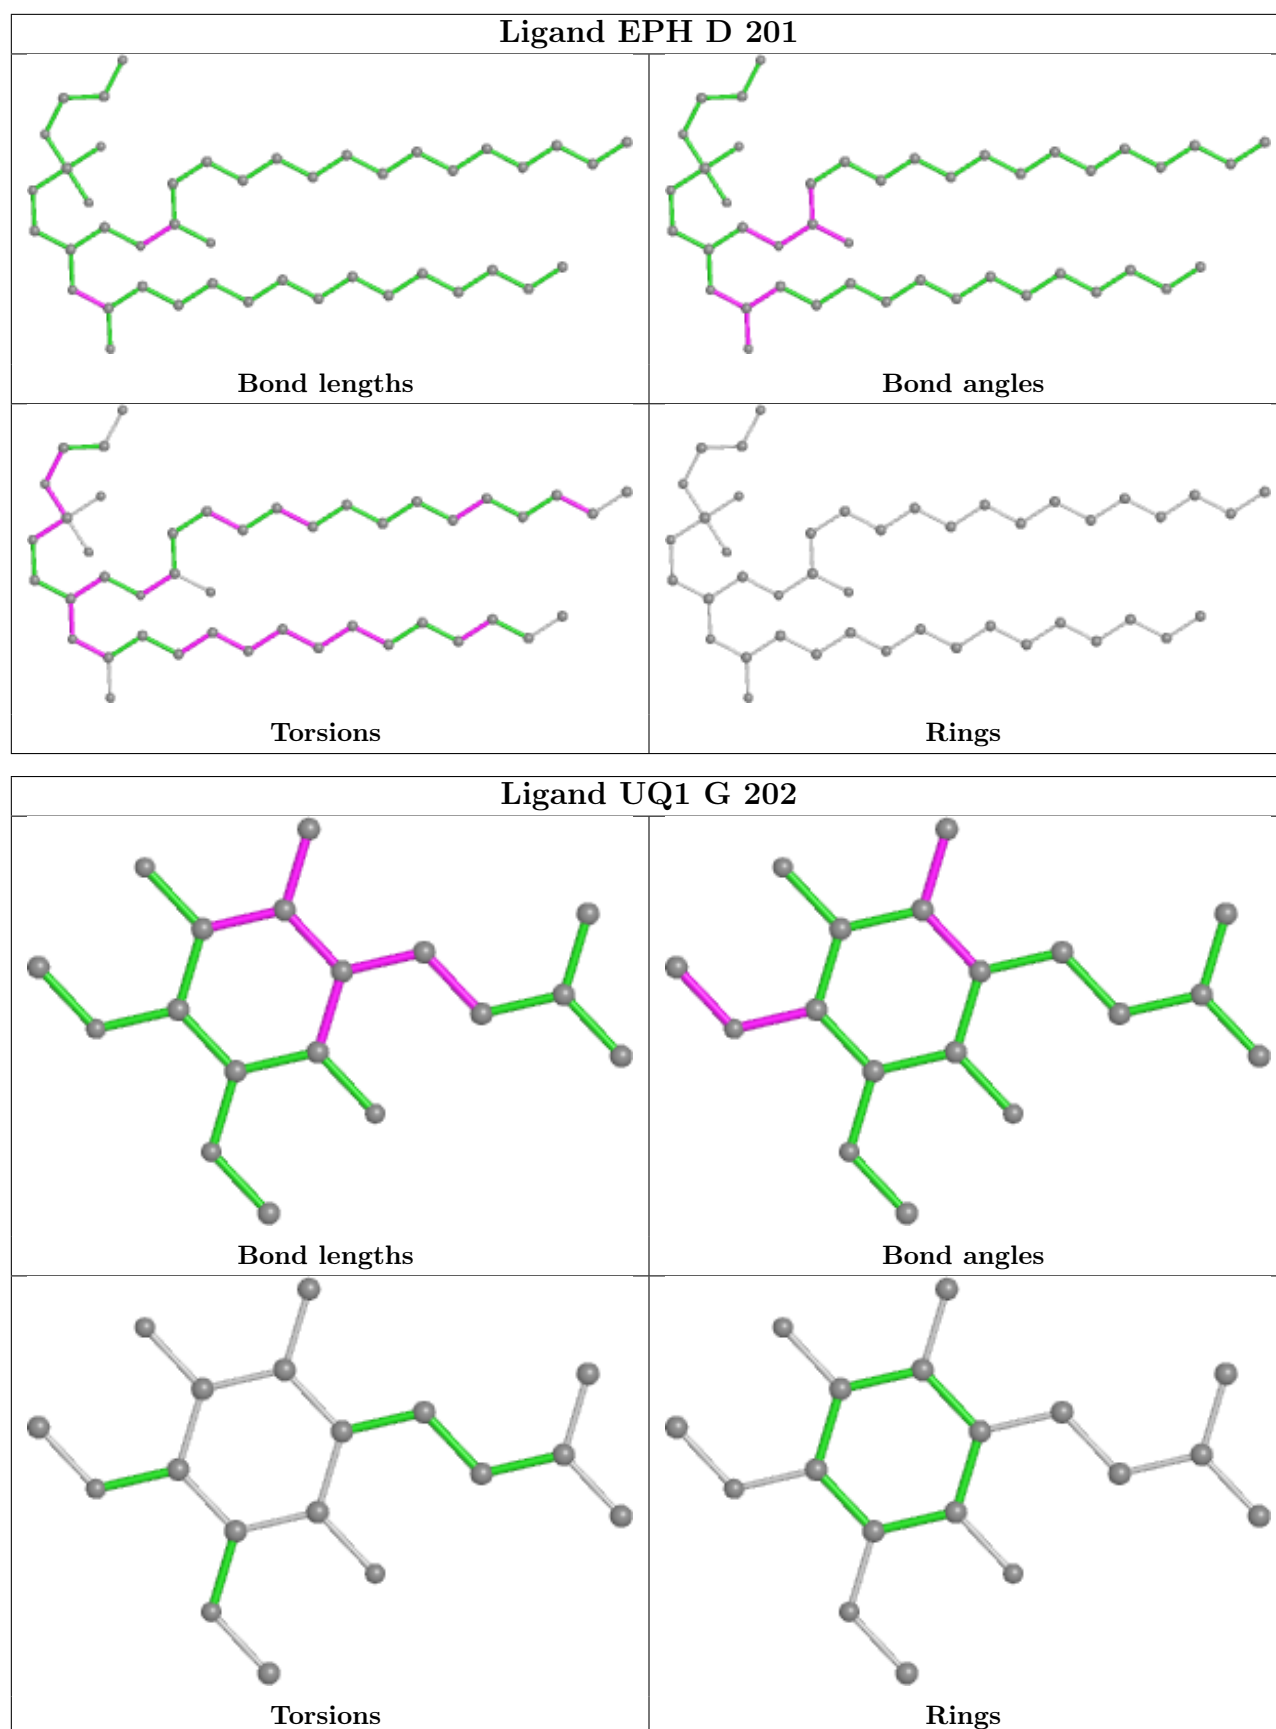 Ligand EPH D 201
Bond lengths
Bond angles
Torsions
Rings
Ligand UQ1 G 202
Bond lengths
Bond angles
Torsions
Rings